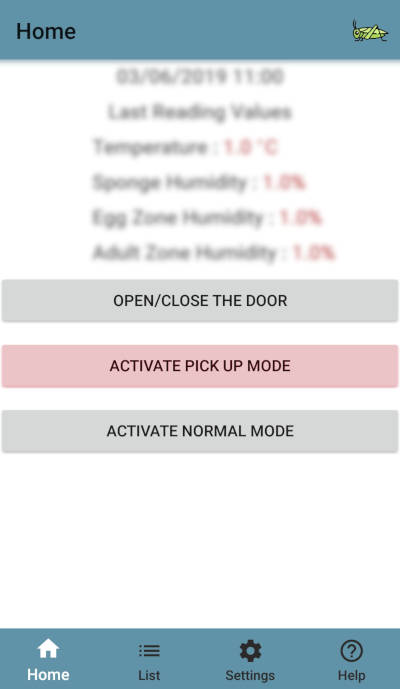 Home
03/06/2019 11:00
Last Reading Values
Temperature : 1.0 °C
Sponge Humidity : 1.0%
Egg Zone Humidity : 1.0%
Adult Zone Humidity : 1.0%
OPEN/CLOSE THE DOOR
ACTIVATE PICK UP MODE
ACTIVATE NORMAL MODE
Home List Settings Help